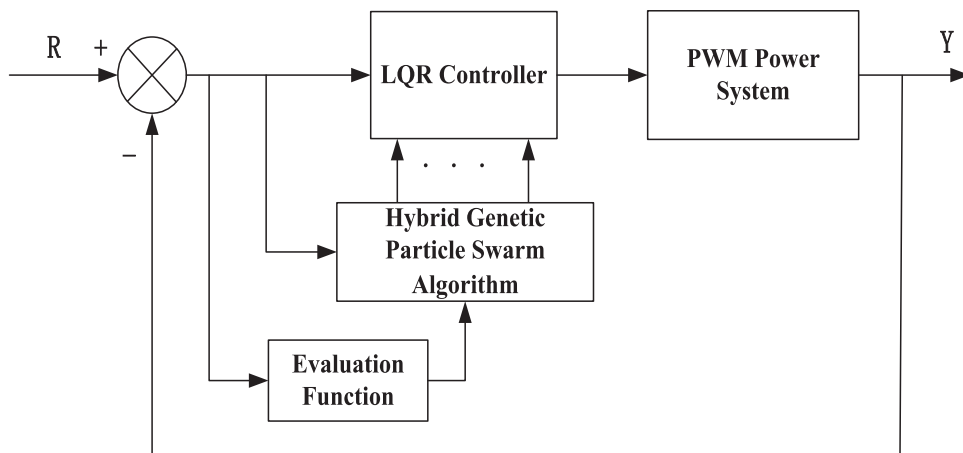 R
+
−
LQR Controller
PWM Power
System
Y
. . .
Hybrid Genetic
Particle Swarm
Algorithm
Evaluation
Function